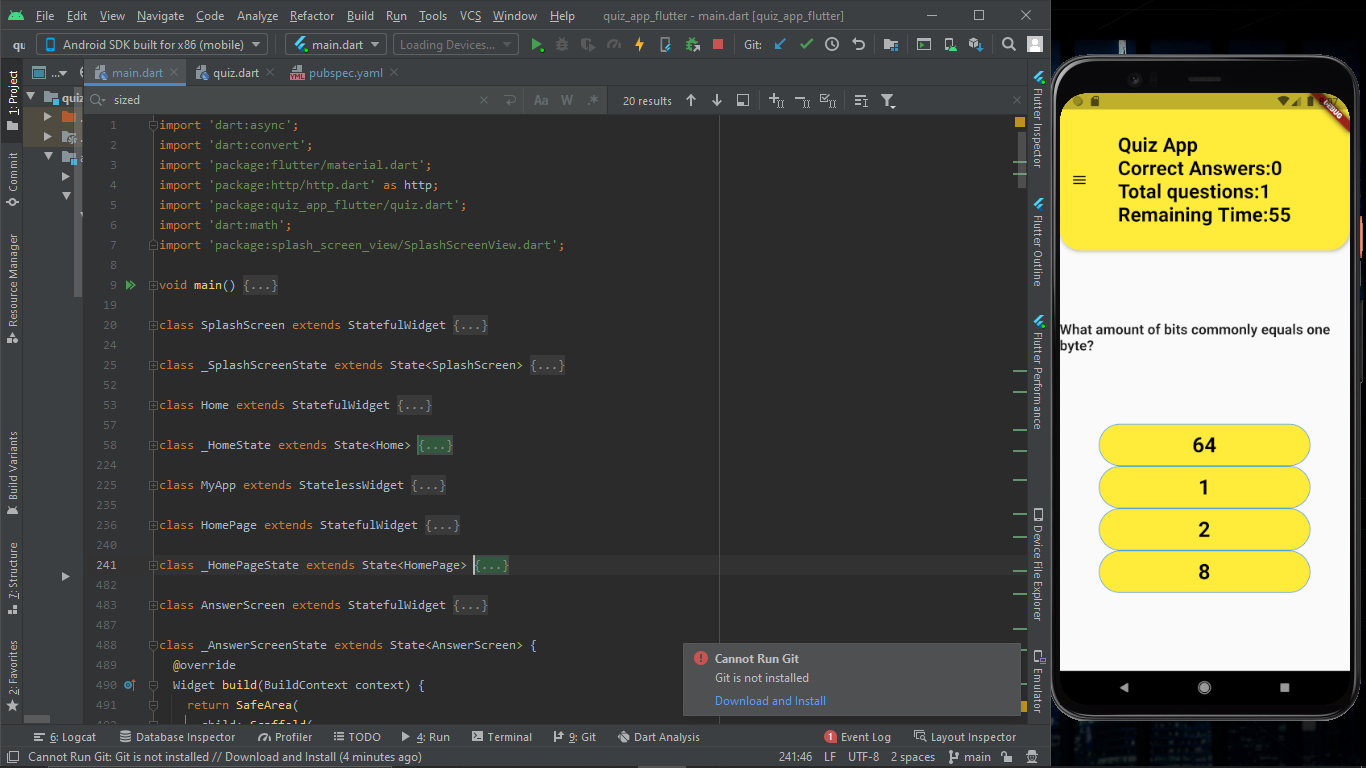 File Edit View Navigate Code Analyze Refactor Build Run Tools VCS Window Help quiz_app_flutter - main.dart [quiz_app_flutter]
qu Android SDK built for x86 (mobile) main.dart Loading Devices... Git:
1: Project
Commit
Resource Manager
Build Variants
7: Structure
2: Favorites
...
quiz
main.dart quiz.dart pubspec.yaml
sized Aa W .* 20 results
1 import 'dart:async';
2 import 'dart:convert';
3 import 'package:flutter/material.dart';
4 import 'package:http/http.dart' as http;
5 import 'package:quiz_app_flutter/quiz.dart';
6 import 'dart:math';
7 import 'package:splash_screen_view/SplashScreenView.dart';
8
9 void main() {...}
19
20 class SplashScreen extends StatefulWidget {...}
24
25 class _SplashScreenState extends State<SplashScreen> {...}
52
53 class Home extends StatefulWidget {...}
57
58 class _HomeState extends State<Home> {...}
224
225 class MyApp extends StatelessWidget {...}
235
236 class HomePage extends StatefulWidget {...}
240
241 class _HomePageState extends State<HomePage> {...}
482
483 class AnswerScreen extends StatefulWidget {...}
487
488 class _AnswerScreenState extends State<AnswerScreen> {
489 @override
490 Widget build(BuildContext context) {
491 return SafeArea(
child: Scaffold(
Cannot Run Git
Git is not installed
Download and Install
Flutter Inspector
Flutter Outline
Flutter Performance
Device File Explorer
Emulator
6: Logcat Database Inspector Profiler TODO 4: Run Terminal 9: Git Dart Analysis 1 Event Log Layout Inspector
Cannot Run Git: Git is not installed // Download and Install (4 minutes ago) 241:46 LF UTF-8 2 spaces main
DEBUG
Quiz App
Correct Answers:0
Total questions:1
Remaining Time:55
What amount of bits commonly equals one
byte?
64
1
2
8